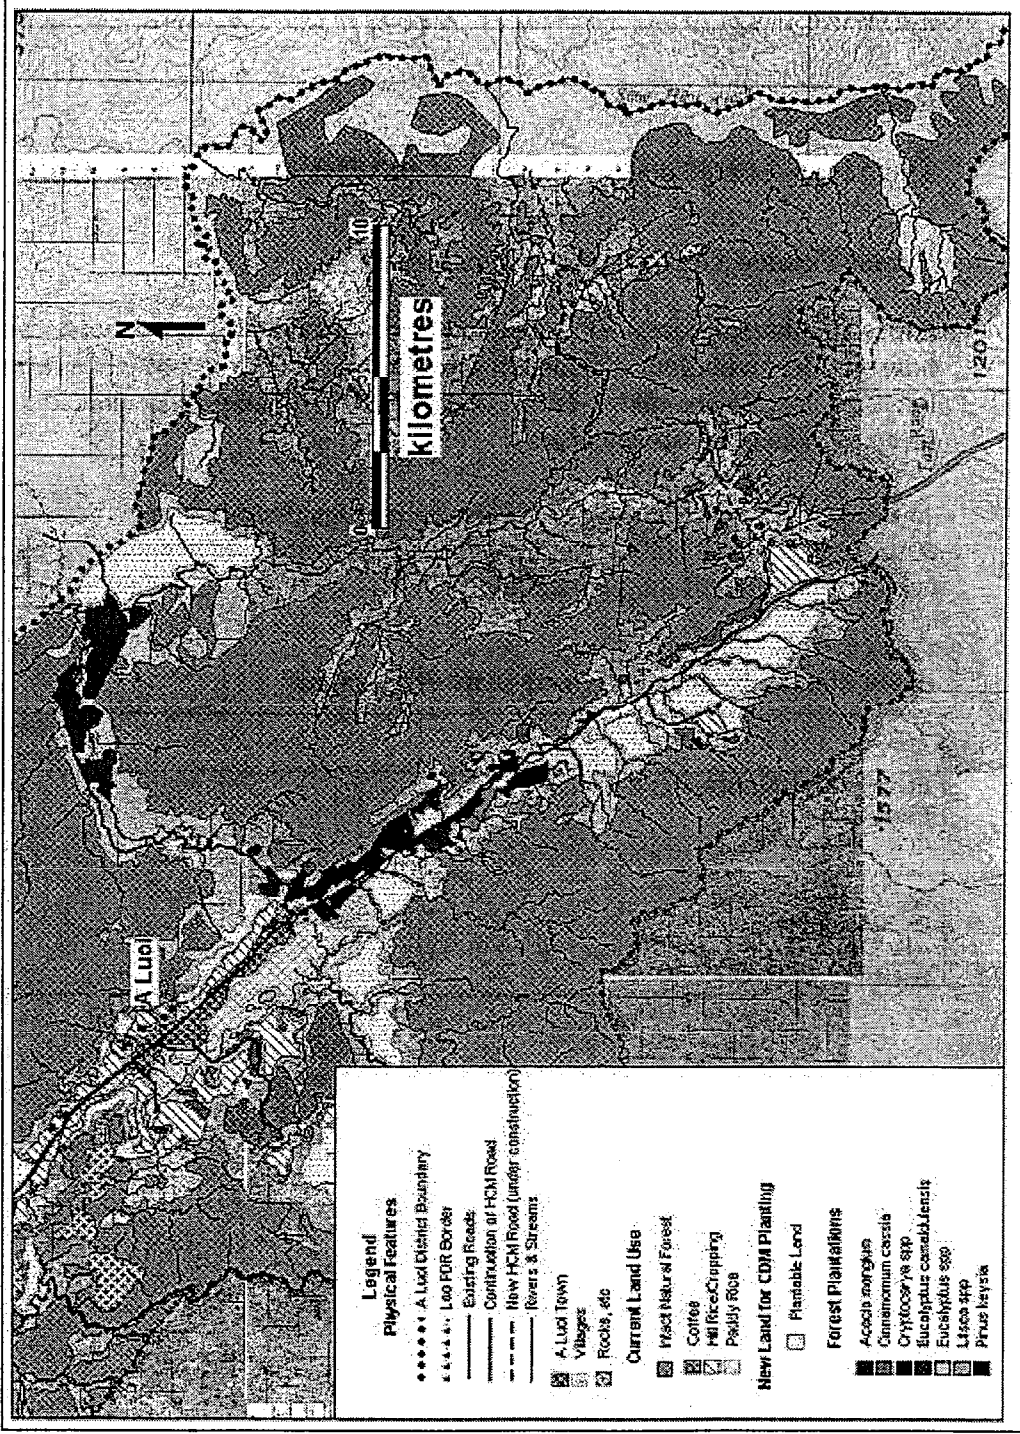 N
A Luoi
0
10
kilometres
1201
1577
Legend
Physical Features
A Luoi District Boundary
Lao PDR Border
Existing Roads
Continuation of HCM Road
New HCM Road (under construction)
Rivers & Streams
A Luoi Town
Villages
Rocks, etc
Current Land Use
Intact Natural Forest
Coffee
Hill Rice/Cropping
Paddy Rice
New Land for CDM Planting
Plantable Land
Forest Plantations
Acacia mangium
Cinnamomum cassia
Cryptocarya spp
Eucalyptus camaldulensis
Eucalyptus spp
Litsea spp
Pinus keysia